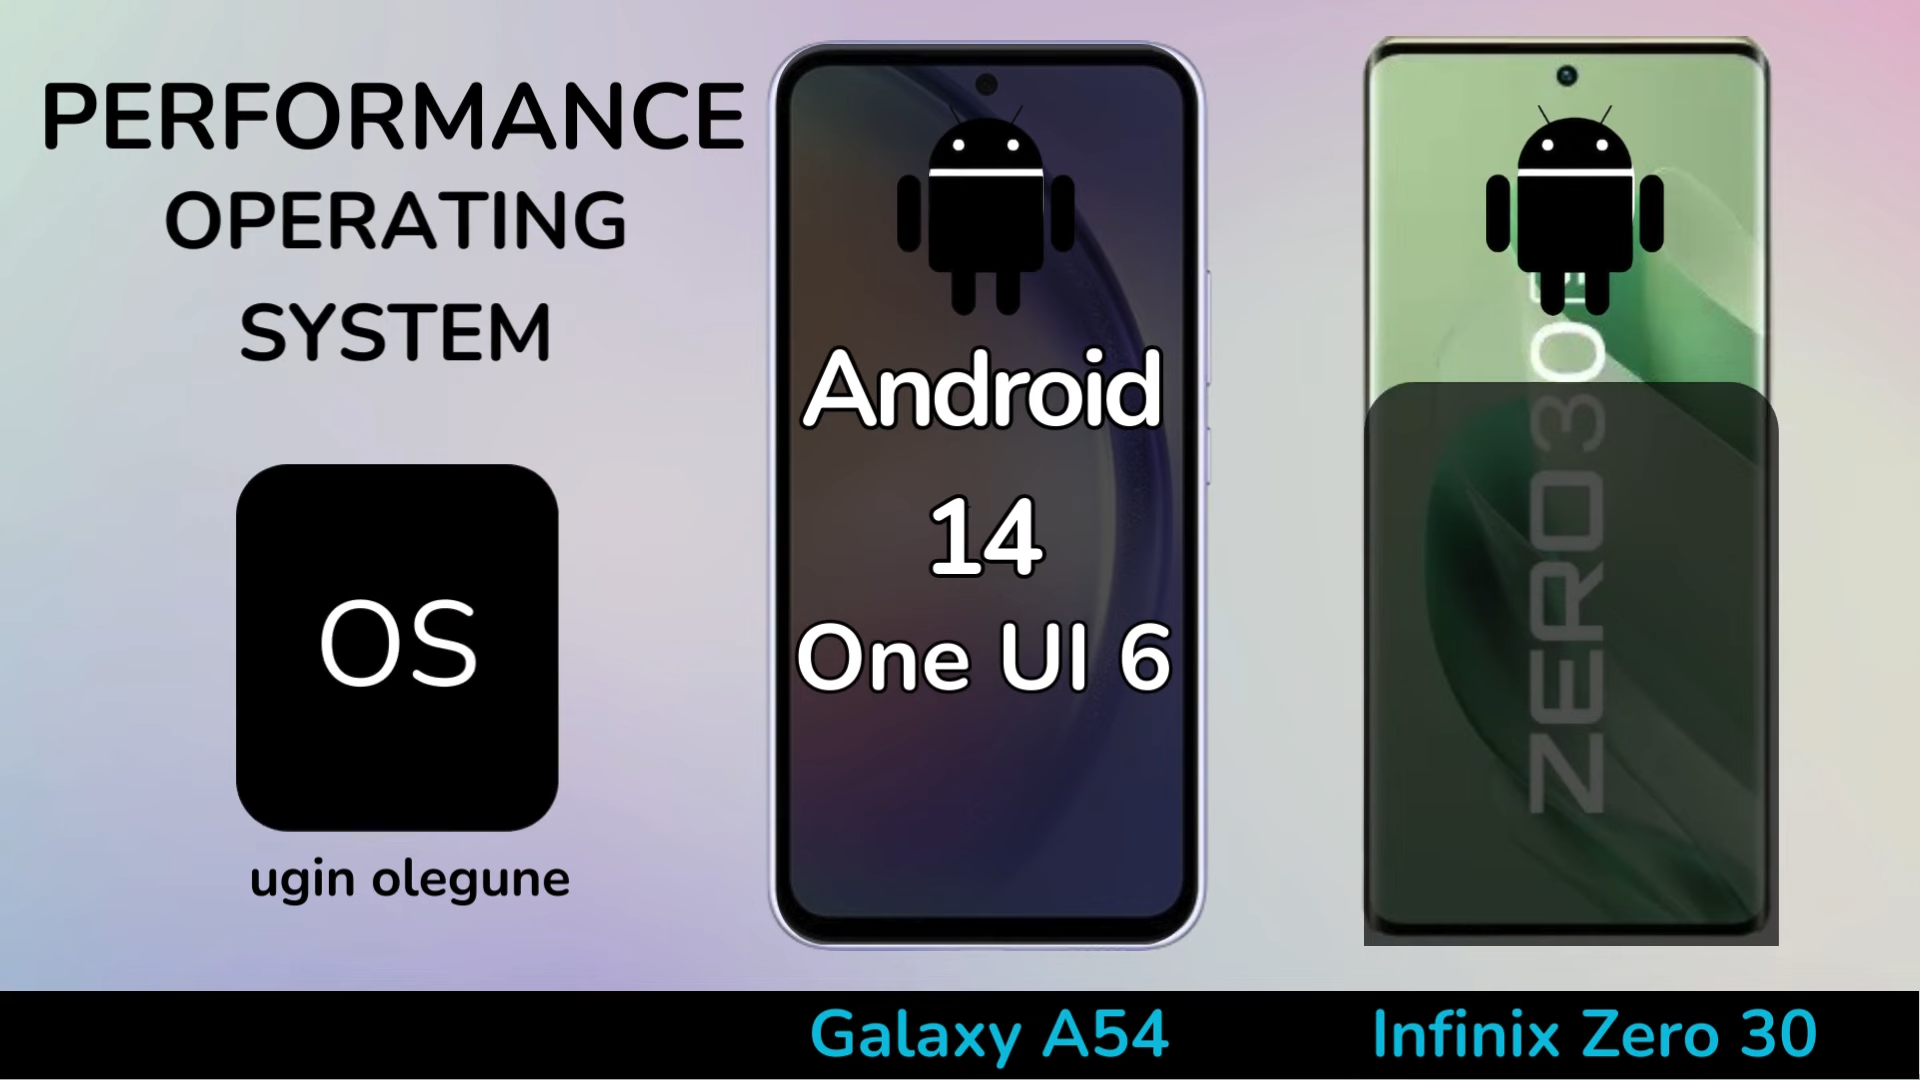 PERFORMANCE
OPERATING
SYSTEM
OS
ugin olegune
Android
14
One UI 6
ZERO 30
Galaxy A54
Infinix Zero 30